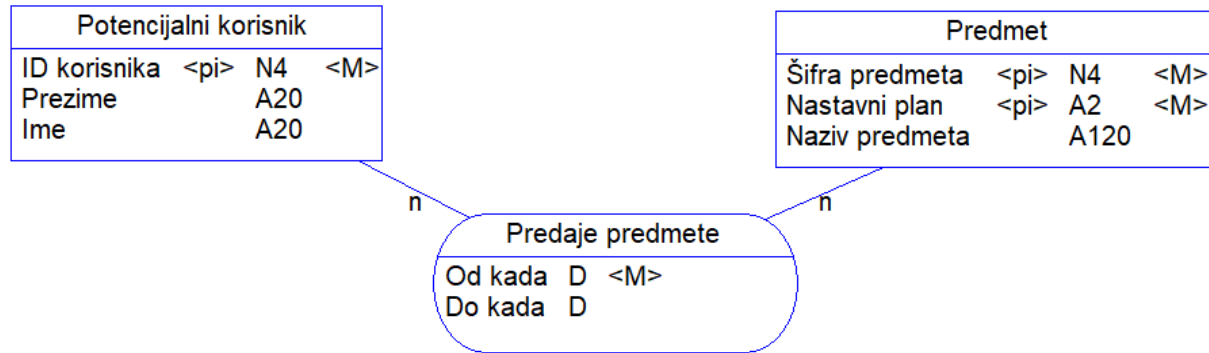 Potencijalni korisnik
ID korisnika <pi> N4 <M>
Prezime A20
Ime A20
Predmet
Šifra predmeta <pi> N4 <M>
Nastavni plan <pi> A2 <M>
Naziv predmeta A120
n
n
Predaje predmete
Od kada D <M>
Do kada D